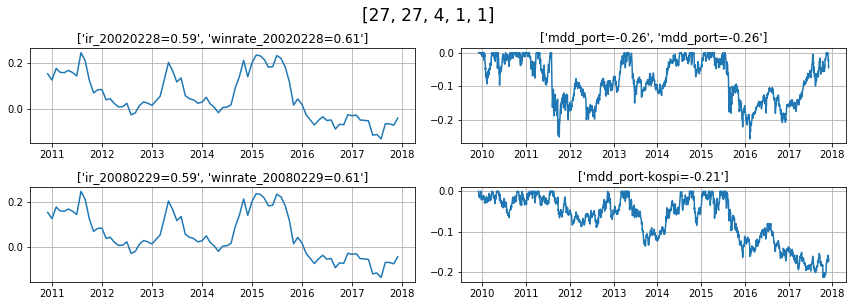 [27, 27, 4, 1, 1]
['ir_20020228=0.59', 'winrate_20020228=0.61']
0.2
0.0
2011 2012 2013 2014 2015 2016 2017 2018
['mdd_port=-0.26', 'mdd_port=-0.26']
0.0
−0.1
−0.2
2010 2011 2012 2013 2014 2015 2016 2017 2018
['ir_20080229=0.59', 'winrate_20080229=0.61']
0.2
0.0
2011 2012 2013 2014 2015 2016 2017 2018
['mdd_port-kospi=-0.21']
0.0
−0.1
−0.2
2010 2011 2012 2013 2014 2015 2016 2017 2018